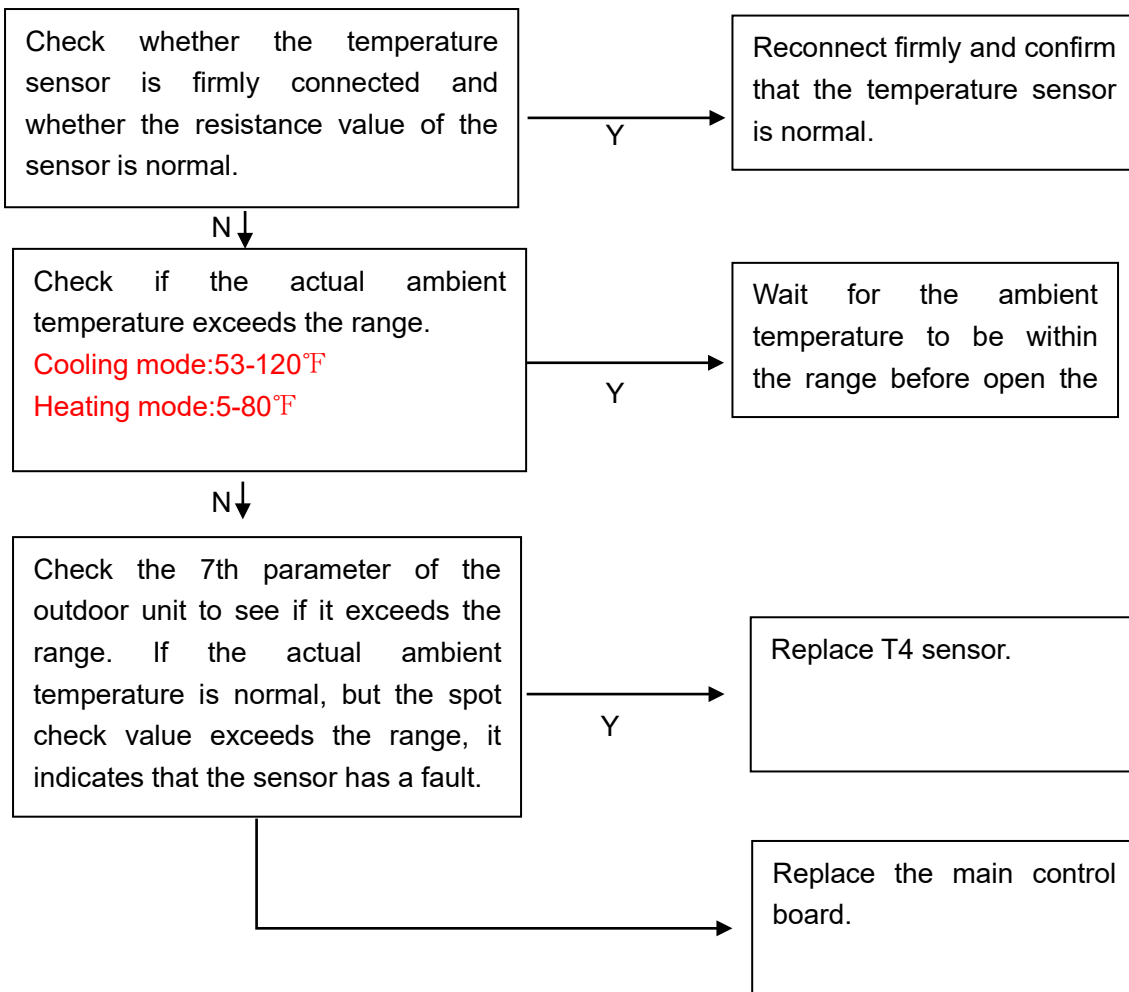 Check whether the temperature
sensor is firmly connected and
whether the resistance value of the
sensor is normal.
Y
Reconnect firmly and confirm
that the temperature sensor
is normal.
N
Check if the actual ambient
temperature exceeds the range.
Cooling mode:53-120℉
Heating mode:5-80℉
Y
Wait for the ambient
temperature to be within
the range before open the
N
Check the 7th parameter of the
outdoor unit to see if it exceeds the
range. If the actual ambient
temperature is normal, but the spot
check value exceeds the range, it
indicates that the sensor has a fault.
Y
Replace T4 sensor.
Replace the main control
board.